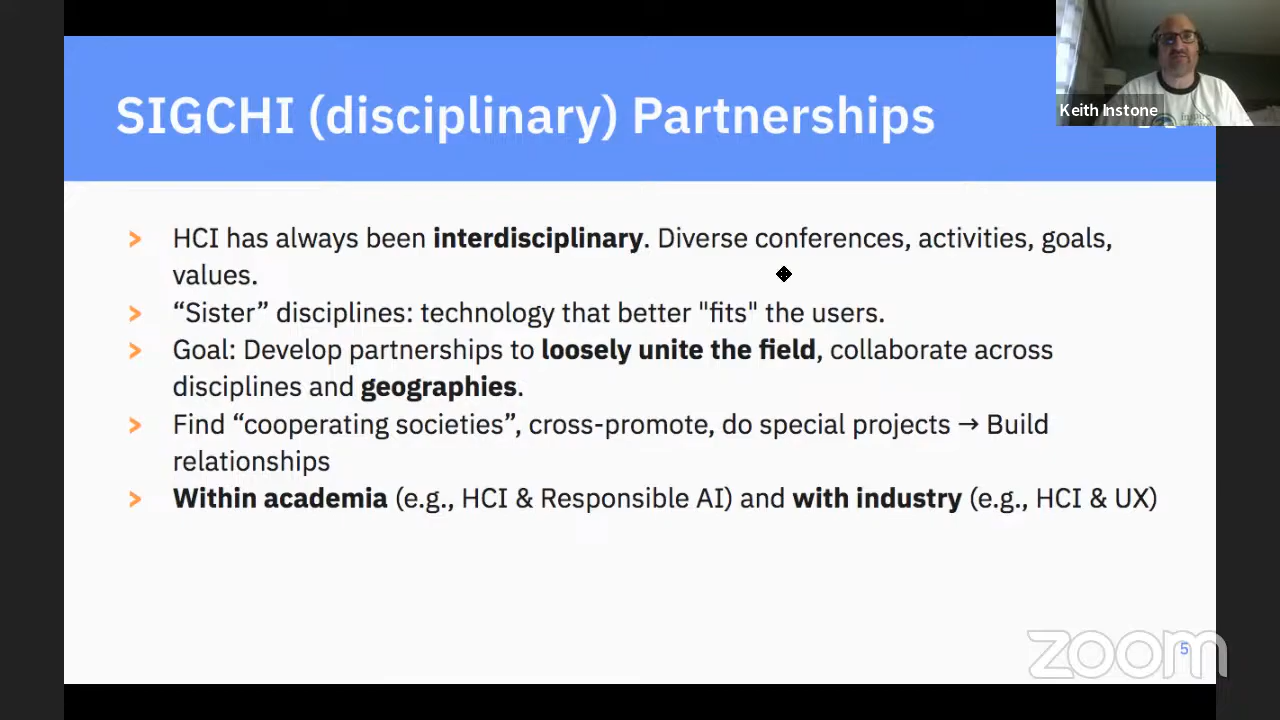 SIGCHI (disciplinary) Partnerships
Keith Instone
> HCI has always been interdisciplinary. Diverse conferences, activities, goals,
values.
> “Sister” disciplines: technology that better "fits" the users.
> Goal: Develop partnerships to loosely unite the field, collaborate across
disciplines and geographies.
> Find “cooperating societies”, cross-promote, do special projects → Build
relationships
> Within academia (e.g., HCI & Responsible AI) and with industry (e.g., HCI & UX)
zoom
5